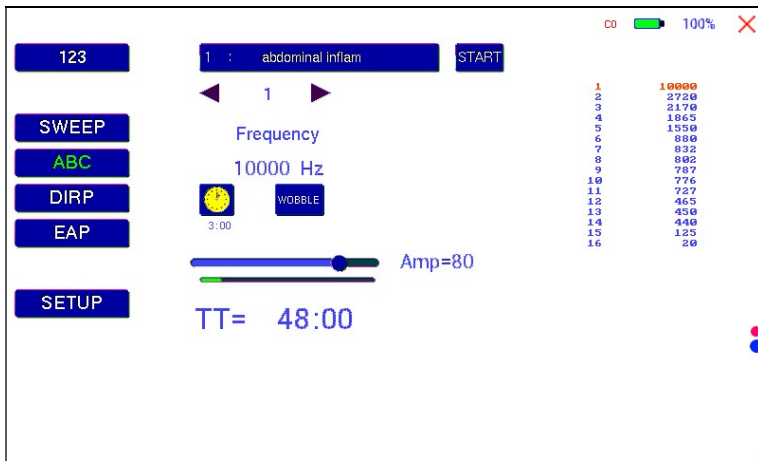 C0 100%
123
1 : abdominal inflam START
1
SWEEP
ABC
DIRP
EAP
SETUP
Frequency
10000 Hz
WOBBLE
3:00
Amp=80
TT= 48:00
1 10000
2 2720
3 2170
4 1865
5 1550
6 880
7 832
8 802
9 787
10 776
11 727
12 465
13 450
14 440
15 125
16 20